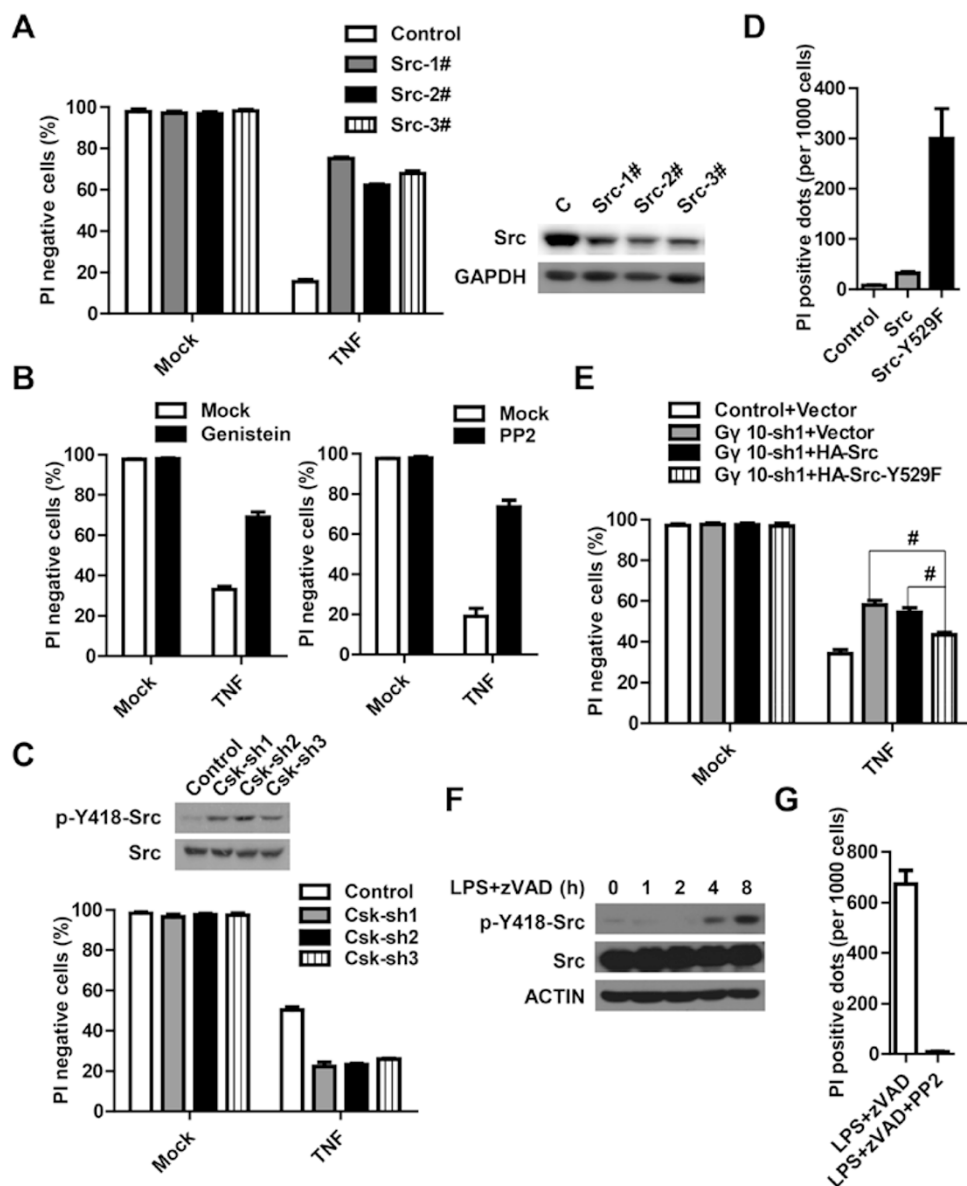 A
Control
Src-1#
Src-2#
Src-3#
PI negative cells (%)
100
80
60
40
20
0
Mock
TNF
C
Src-1#
Src-2#
Src-3#
Src
GAPDH
D
PI positive dots (per 1000 cells)
400
300
200
100
0
Control
Src
Src-Y529F
B
Mock
Genistein
PI negative cells (%)
100
80
60
40
20
0
Mock
TNF
Mock
PP2
PI negative cells (%)
100
80
60
40
20
0
Mock
TNF
E
Control+Vector
Gγ 10-sh1+Vector
Gγ 10-sh1+HA-Src
Gγ 10-sh1+HA-Src-Y529F
PI negative cells (%)
100
80
60
40
20
0
#
#
Mock
TNF
C
Control
Csk-sh1
Csk-sh2
Csk-sh3
p-Y418-Src
Src
Control
Csk-sh1
Csk-sh2
Csk-sh3
PI negative cells (%)
100
80
60
40
20
0
Mock
TNF
F
LPS+zVAD (h) 0 1 2 4 8
p-Y418-Src
Src
ACTIN
G
PI positive dots (per 1000 cells)
800
600
400
200
0
LPS+zVAD
LPS+zVAD+PP2